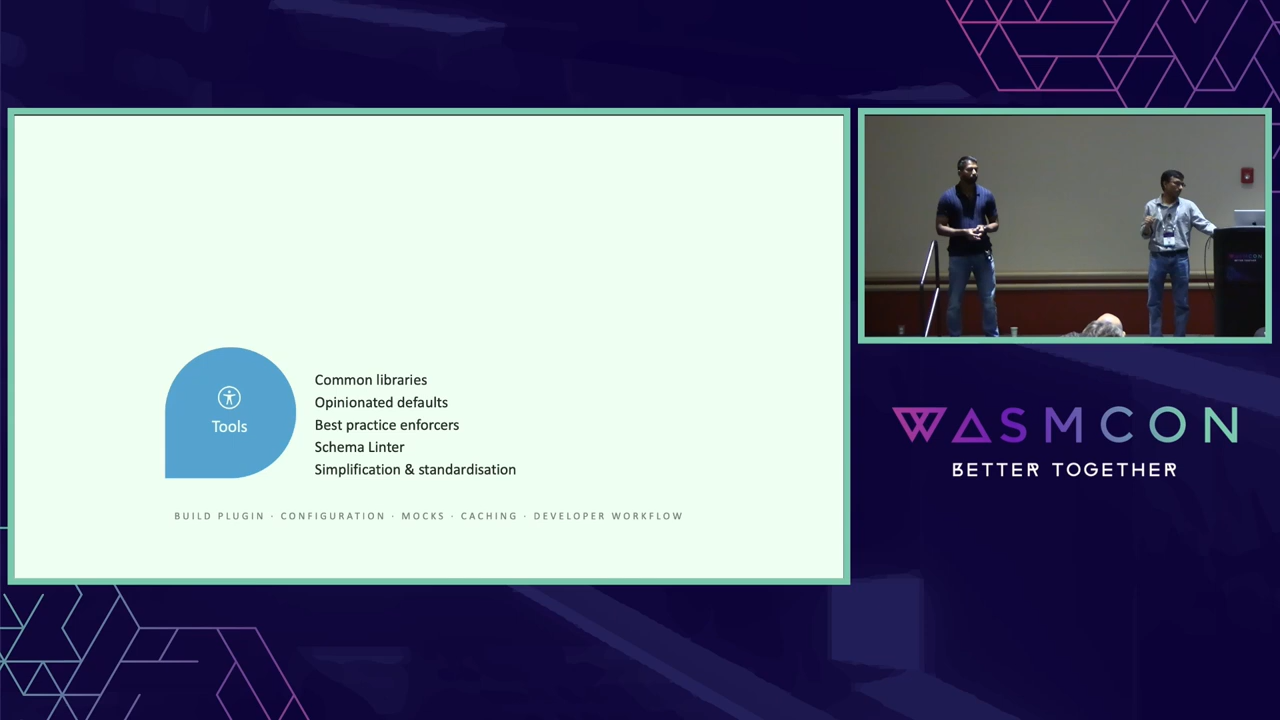 Tools
Common libraries
Opinionated defaults
Best practice enforcers
Schema Linter
Simplification & standardisation
BUILD PLUGIN · CONFIGURATION · MOCKS · CACHING · DEVELOPER WORKFLOW
WASMCON
BETTER TOGETHER